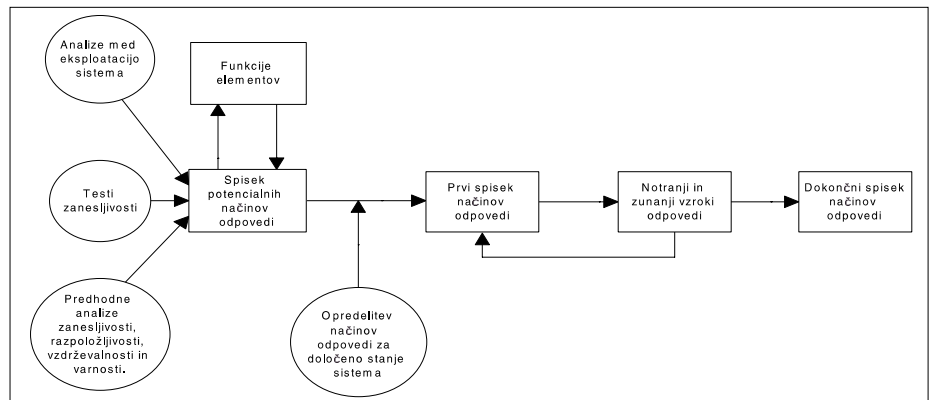 Analize med
eksploatacijo
sistema
Funkcije
elementov
Testi
zanesljivosti
Spisek
potencialnih
načinov
odpovedi
Prvi spisek
načinov
odpovedi
Notranji in
zunanji vzroki
odpovedi
Dokončni spisek
načinov
odpovedi
Predhodne
analize
zanesljivosti,
razpoložljivosti,
vzdrževalnosti in
varnosti.
Opredelitev
načinov
odpovedi za
določeno stanje
sistema